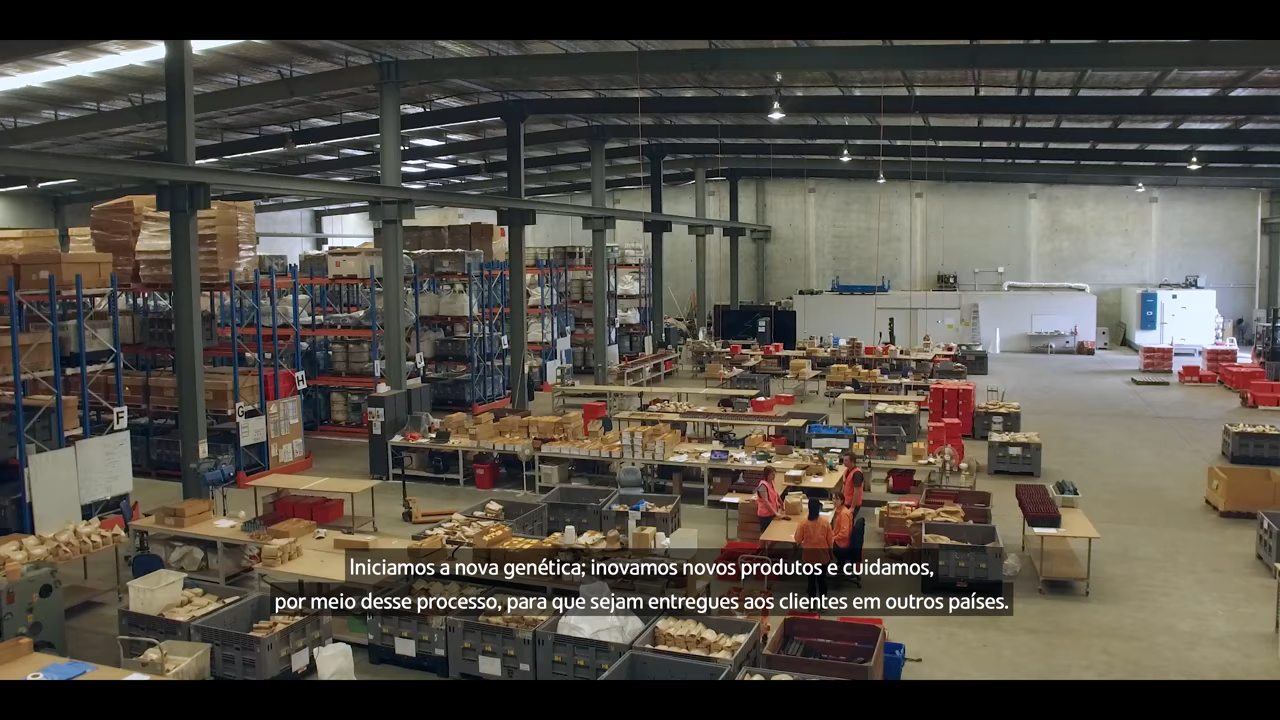 H
G
F
Iniciamos a nova genética; inovamos novos produtos e cuidamos,
por meio desse processo, para que sejam entregues aos clientes em outros países.